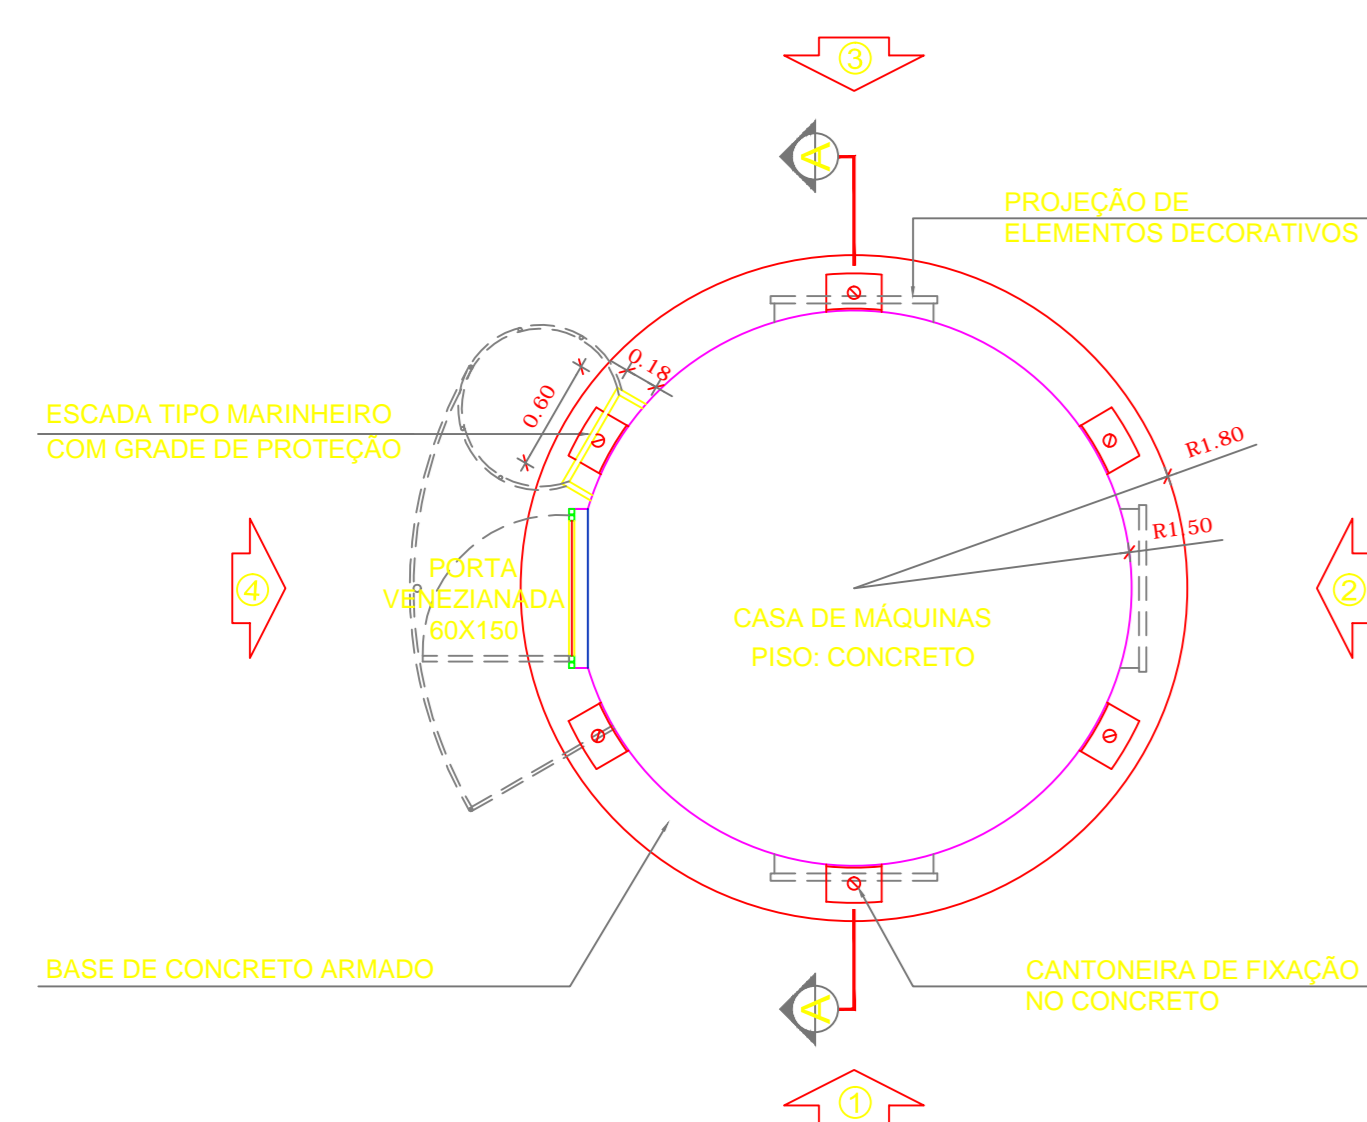 ③
A
PROJEÇÃO DE
ELEMENTOS DECORATIVOS
0.18
0.60
ESCADA TIPO MARINHEIRO
COM GRADE DE PROTEÇÃO
R1.80
R1.50
④
PORTA
VENEZIANADA
60X150
②
CASA DE MÁQUINAS
PISO: CONCRETO
BASE DE CONCRETO ARMADO
CANTONEIRA DE FIXAÇÃO
NO CONCRETO
A
①